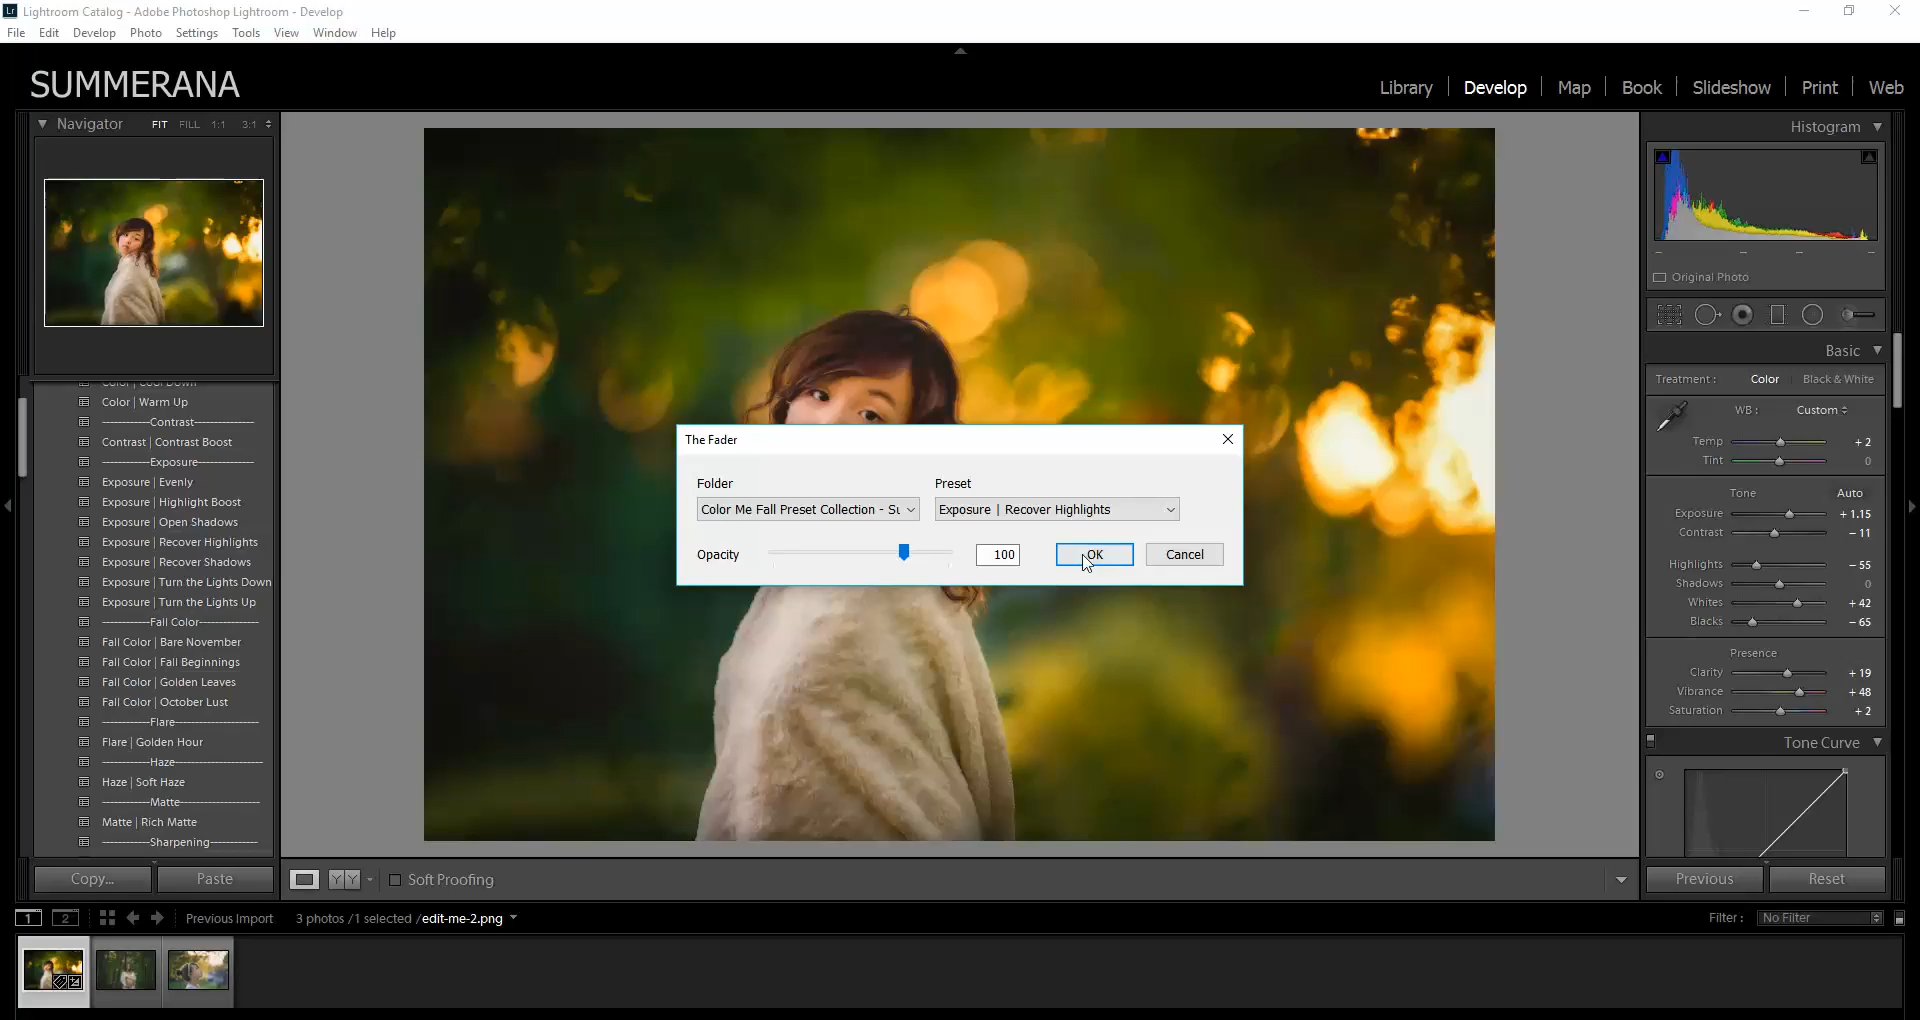 Lr Lightroom Catalog - Adobe Photoshop Lightroom - Develop
File Edit Develop Photo Settings Tools View Window Help
SUMMERANA
Library Develop Map Book Slideshow Print Web
Navigator FIT FILL 1:1 3:1
Color | Cool Down
Color | Warm Up
------------Contrast---------------
Contrast | Contrast Boost
------------Exposure--------------
Exposure | Evenly
Exposure | Highlight Boost
Exposure | Open Shadows
Exposure | Recover Highlights
Exposure | Recover Shadows
Exposure | Turn the Lights Down
Exposure | Turn the Lights Up
------------Fall Color---------------
Fall Color | Bare November
Fall Color | Fall Beginnings
Fall Color | Golden Leaves
Fall Color | October Lust
------------Flare---------------------
Flare | Golden Hour
------------Haze---------------------
Haze | Soft Haze
------------Matte--------------------
Matte | Rich Matte
------------Sharpening------------
Copy... Paste
The Fader
Folder Preset
Color Me Fall Preset Collection - Su Exposure | Recover Highlights
Opacity 100 OK Cancel
Histogram
Original Photo
Basic
Treatment : Color Black & White
WB : Custom
Temp +2
Tint 0
Tone Auto
Exposure +1.15
Contrast -11
Highlights -55
Shadows 0
Whites +42
Blacks -65
Presence
Clarity +19
Vibrance +48
Saturation +2
Tone Curve
Previous Reset
YY Soft Proofing
1 2 Previous Import 3 photos / 1 selected / edit-me-2.png Filter : No Filter